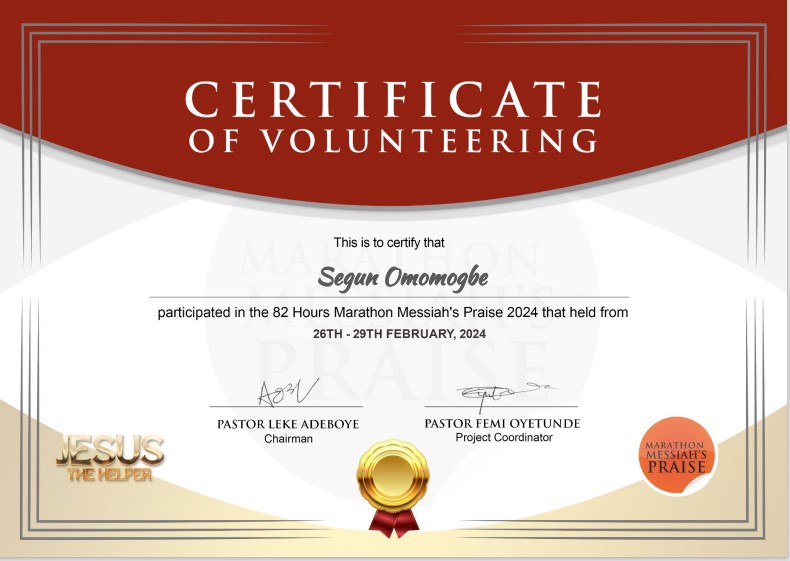 CERTIFICATE
OF VOLUNTEERING
This is to certify that
Segun Omomogbe
participated in the 82 Hours Marathon Messiah's Praise 2024 that held from
26TH - 29TH FEBRUARY, 2024
MARATHON
MESSIAH'S
PRAISE
PASTOR LEKE ADEBOYE
Chairman
PASTOR FEMI OYETUNDE
Project Coordinator
JESUS
THE HELPER
MARATHON
MESSIAH'S
PRAISE